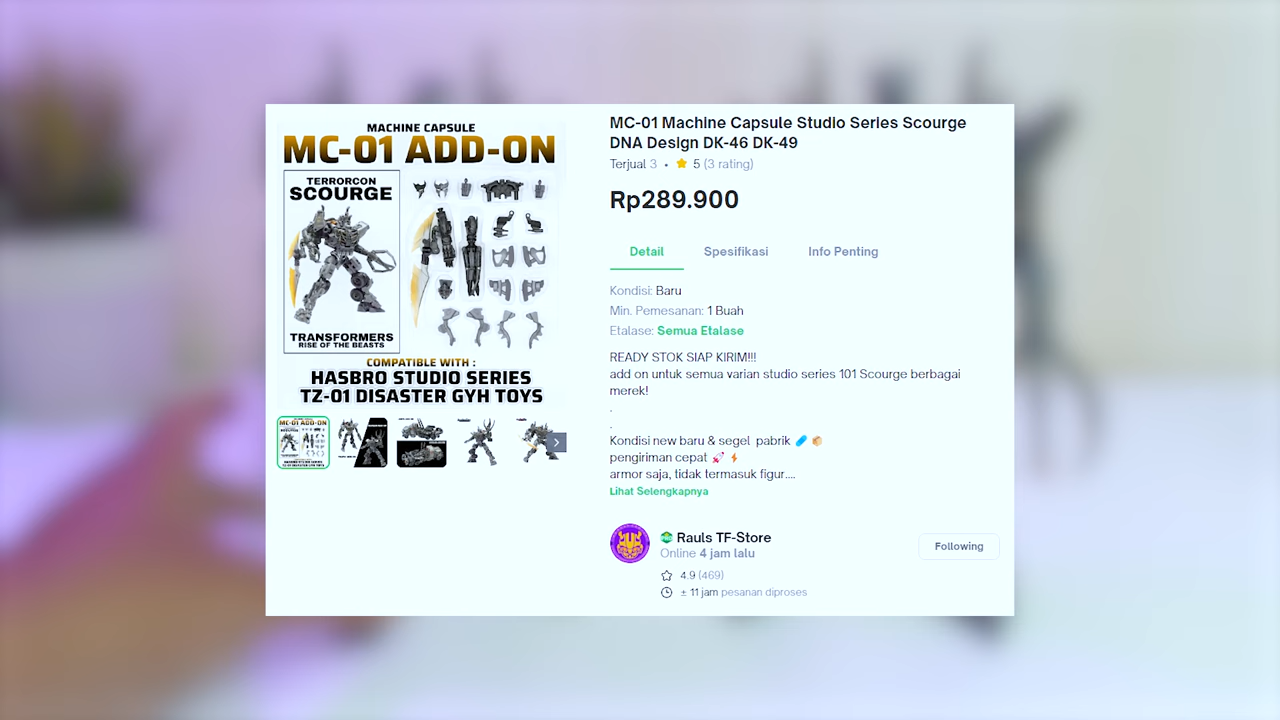 MACHINE CAPSULE
MC-01 ADD-ON
TERRORCON
SCOURGE
TRANSFORMERS
RISE OF THE BEASTS
COMPATIBLE WITH :
HASBRO STUDIO SERIES
TZ-01 DISASTER GYH TOYS
MC-01 Machine Capsule Studio Series Scourge
DNA Design DK-46 DK-49
Terjual 3 • 5 (3 rating)
Rp289.900
Detail Spesifikasi Info Penting
Kondisi: Baru
Min. Pemesanan: 1 Buah
Etalase: Semua Etalase
READY STOK SIAP KIRIM!!!
add on untuk semua varian studio series 101 Scourge berbagai
merek!
.
.
Kondisi new baru & segel pabrik
pengiriman cepat
armor saja, tidak termasuk figur....
Lihat Selengkapnya
Rauls TF-Store
Online 4 jam lalu
Following
4.9 (469)
± 11 jam pesanan diproses